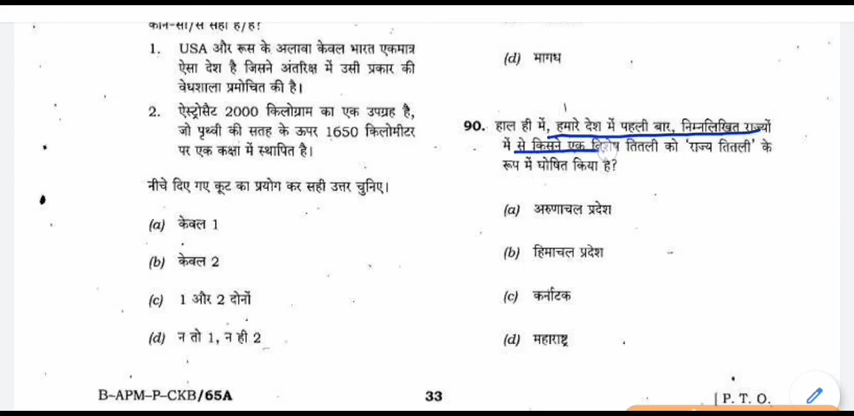 कौन-सा/से सही है/हैं?
1. USA और रूस के अलावा केवल भारत एकमात्र
ऐसा देश है जिसने अंतरिक्ष में उसी प्रकार की
वेधशाला प्रमोचित की है।
2. ऐस्ट्रोसैट 2000 किलोग्राम का एक उपग्रह है,
जो पृथ्वी की सतह के ऊपर 1650 किलोमीटर
पर एक कक्षा में स्थापित है।
नीचे दिए गए कूट का प्रयोग कर सही उत्तर चुनिए।
(a) केवल 1
(b) केवल 2
(c) 1 और 2 दोनों
(d) न तो 1, न ही 2
(d) मागध
90. हाल ही में, हमारे देश में पहली बार, निम्नलिखित राज्यों
में से किसने एक विशेष तितली को 'राज्य तितली' के
रूप में घोषित किया है?
(a) अरुणाचल प्रदेश
(b) हिमाचल प्रदेश
(c) कर्नाटक
(d) महाराष्ट्र
B-APM-P-CKB/65A
33
[ P. T. O.